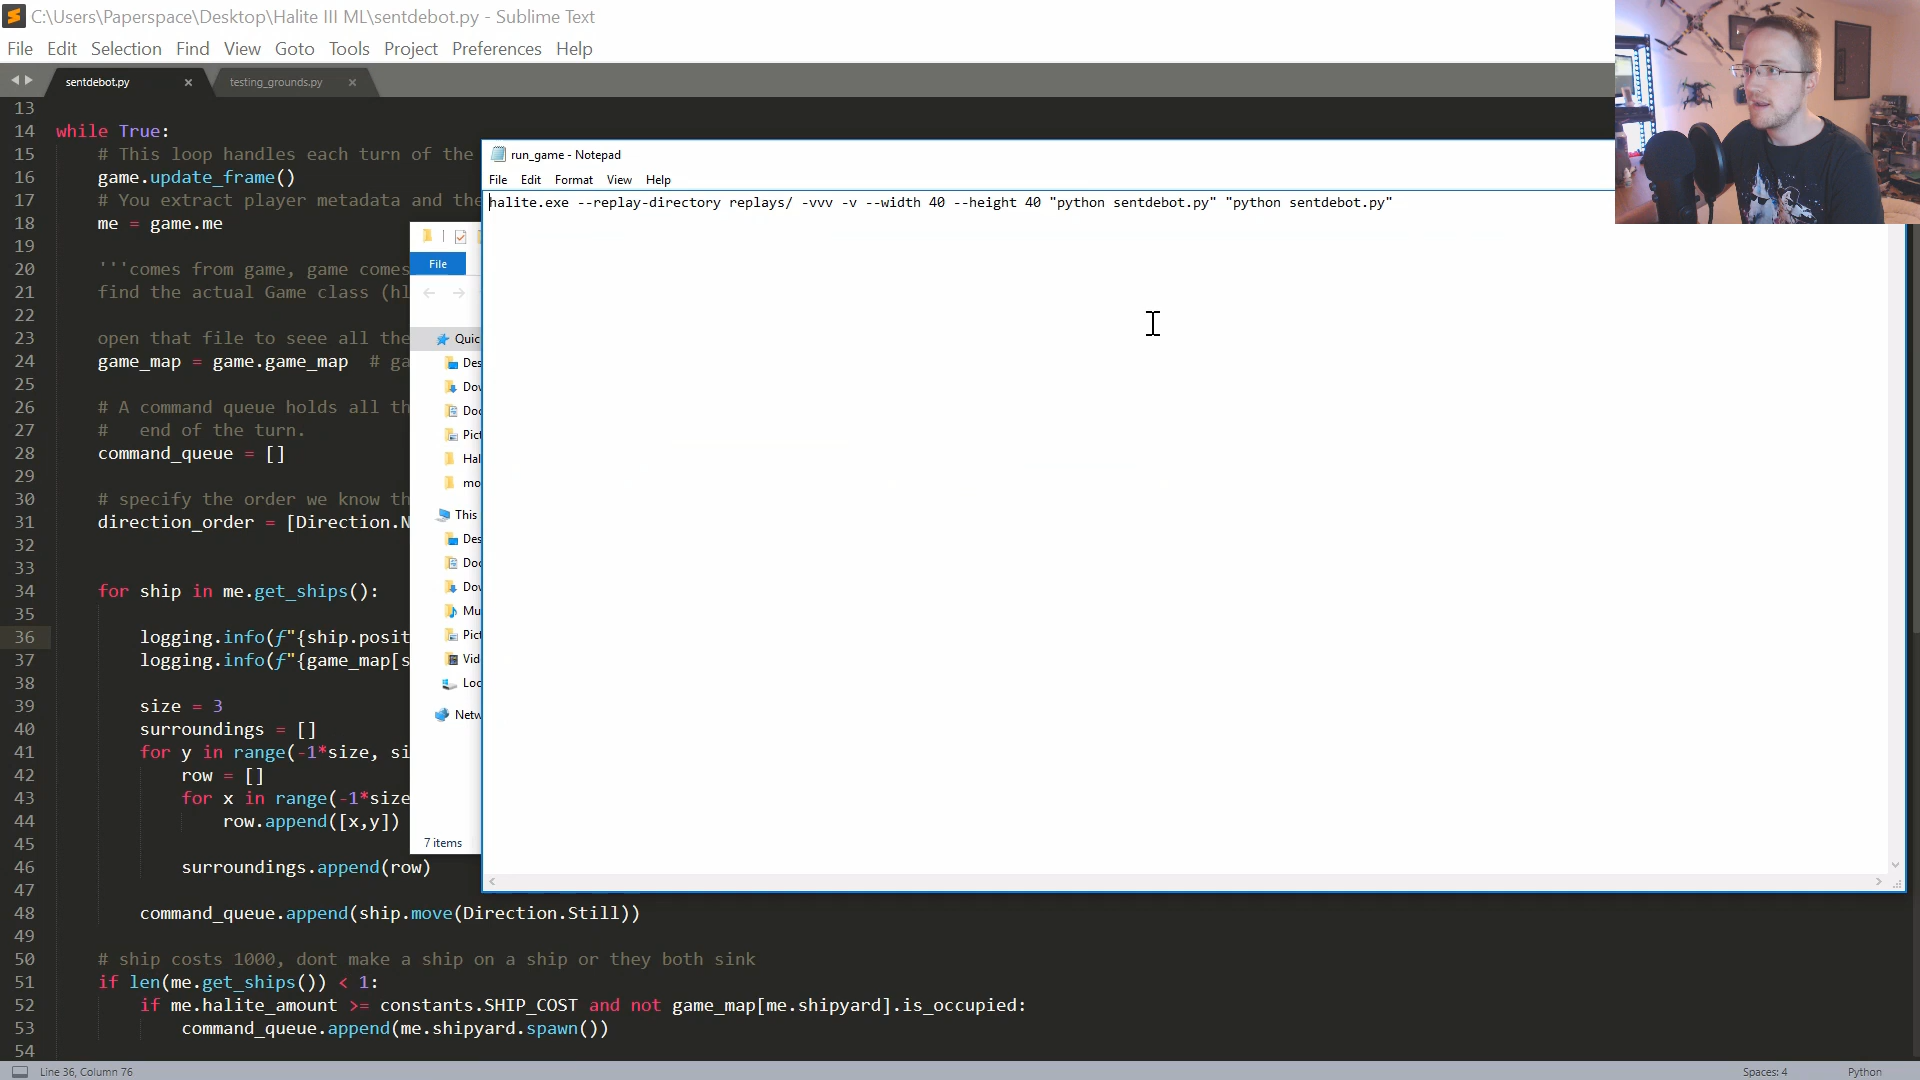 C:\Users\Paperspace\Desktop\Halite III ML\sentdebot.py - Sublime Text
File Edit Selection Find View Goto Tools Project Preferences Help
sentdebot.py × testing_grounds.py ×
13
14 while True:
15 # This loop handles each turn of the
16 game.update_frame()
17 # You extract player metadata and the
18 me = game.me
19
20 '''comes from game, game comes
21 find the actual Game class (hl
22
23 open that file to seee all the
24 game_map = game.game_map # ga
25
26 # A command queue holds all th
27 # end of the turn.
28 command_queue = []
29
30 # specify the order we know th
31 direction_order = [Direction.N
32
33
34 for ship in me.get_ships():
35
36 logging.info(f"{ship.posit
37 logging.info(f"{game_map[s
38
39 size = 3
40 surroundings = []
41 for y in range(-1*size, si
42 row = []
43 for x in range(-1*size
44 row.append([x,y])
45
46 surroundings.append(row)
47
48 command_queue.append(ship.move(Direction.Still))
49
50 # ship costs 1000, dont make a ship on a ship or they both sink
51 if len(me.get_ships()) < 1:
52 if me.halite_amount >= constants.SHIP_COST and not game_map[me.shipyard].is_occupied:
53 command_queue.append(me.shipyard.spawn())
54
File
Quic
Des
Dov
Doc
Pict
Hal
mo
This
Des
Doc
Dov
Mu
Pict
Vid
Loc
Netw
7 items
run_game - Notepad
File Edit Format View Help
halite.exe --replay-directory replays/ -vvv -v --width 40 --height 40 "python sentdebot.py" "python sentdebot.py"
Line 36, Column 76
Spaces: 4
Python